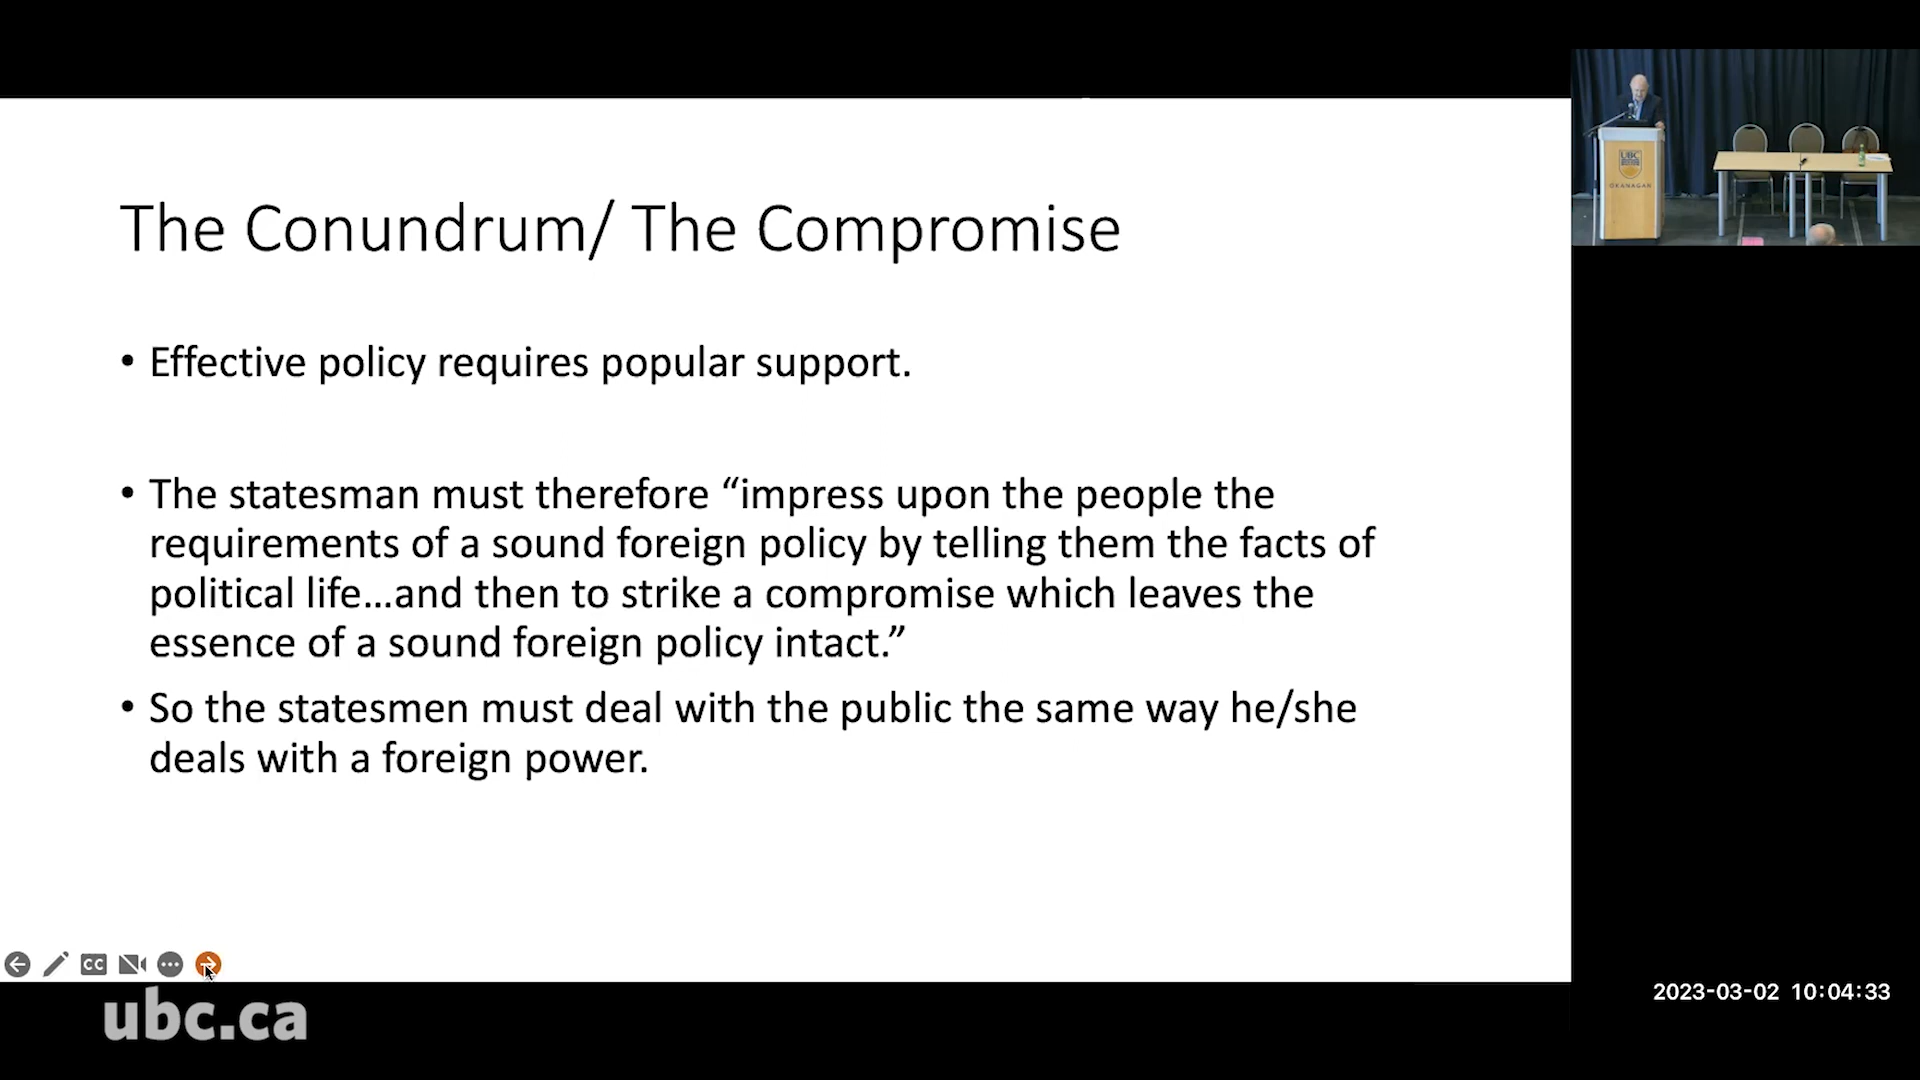 The Conundrum/ The Compromise
• Effective policy requires popular support.
• The statesman must therefore “impress upon the people the
requirements of a sound foreign policy by telling them the facts of
political life...and then to strike a compromise which leaves the
essence of a sound foreign policy intact.”
• So the statesmen must deal with the public the same way he/she
deals with a foreign power.
UBC
OKANAGAN
CC
ubc.ca
2023-03-02 10:04:33